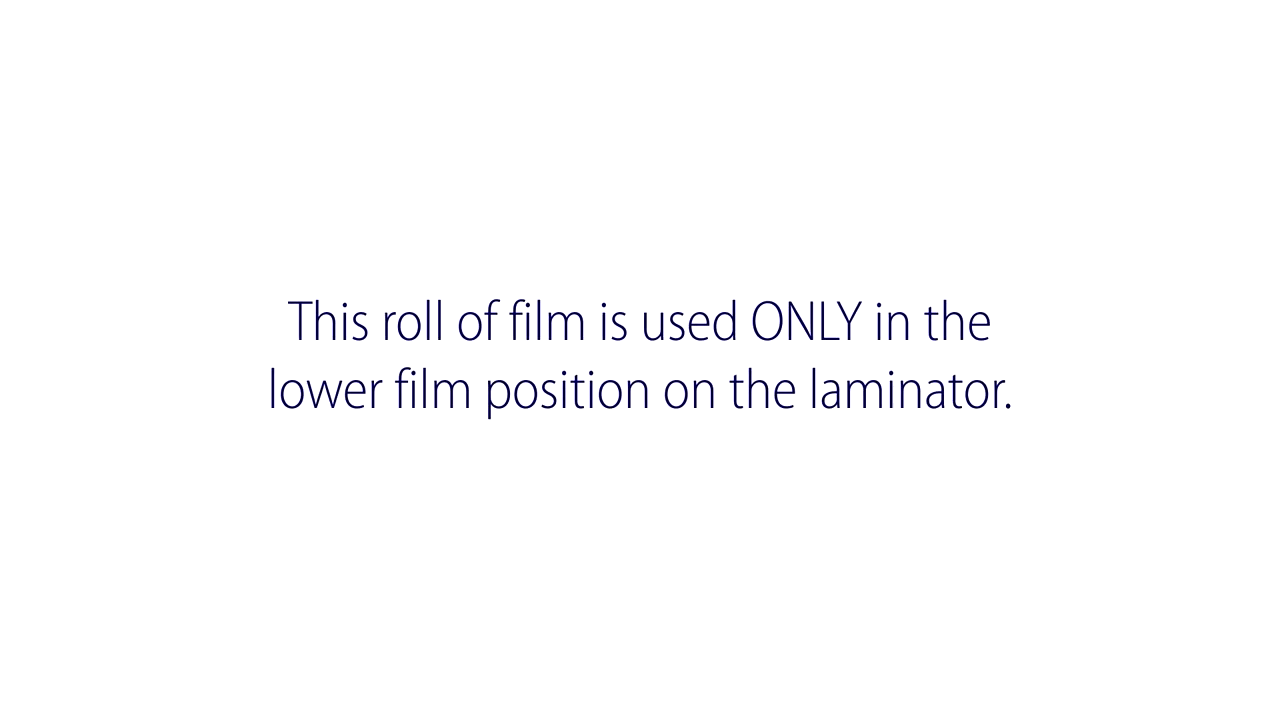 This roll of film is used ONLY in the
lower film position on the laminator.